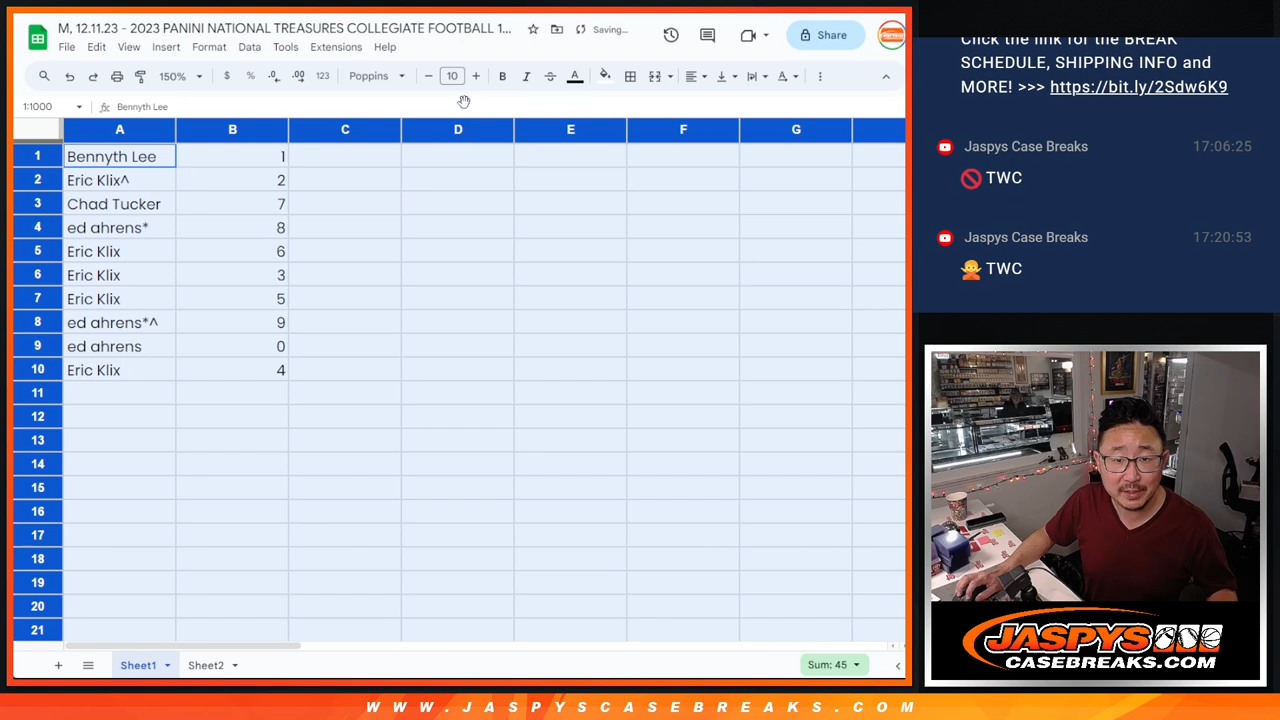 M, 12.11.23 - 2023 PANINI NATIONAL TREASURES COLLEGIATE FOOTBALL 1...
Saving...
Share
File Edit View Insert Format Data Tools Extensions Help
150% $ % .0 .00 123 Poppins 10 B I A
1:1000 fx Bennyth Lee
A B C D E F G
1 Bennyth Lee 1
2 Eric Klix^ 2
3 Chad Tucker 7
4 ed ahrens* 8
5 Eric Klix 6
6 Eric Klix 3
7 Eric Klix 5
8 ed ahrens*^ 9
9 ed ahrens 0
10 Eric Klix 4
11
12
13
14
15
16
17
18
19
20
21
Sheet1 Sheet2 Sum: 45
Click the link for the BREAK
SCHEDULE, SHIPPING INFO and
MORE! >>> https://bit.ly/2Sdw6K9
Jaspys Case Breaks 17:06:25
TWC
Jaspys Case Breaks 17:20:53
TWC
JASPYS
CASEBREAKS.COM
WWW.JASPYSCASEBREAKS.COM